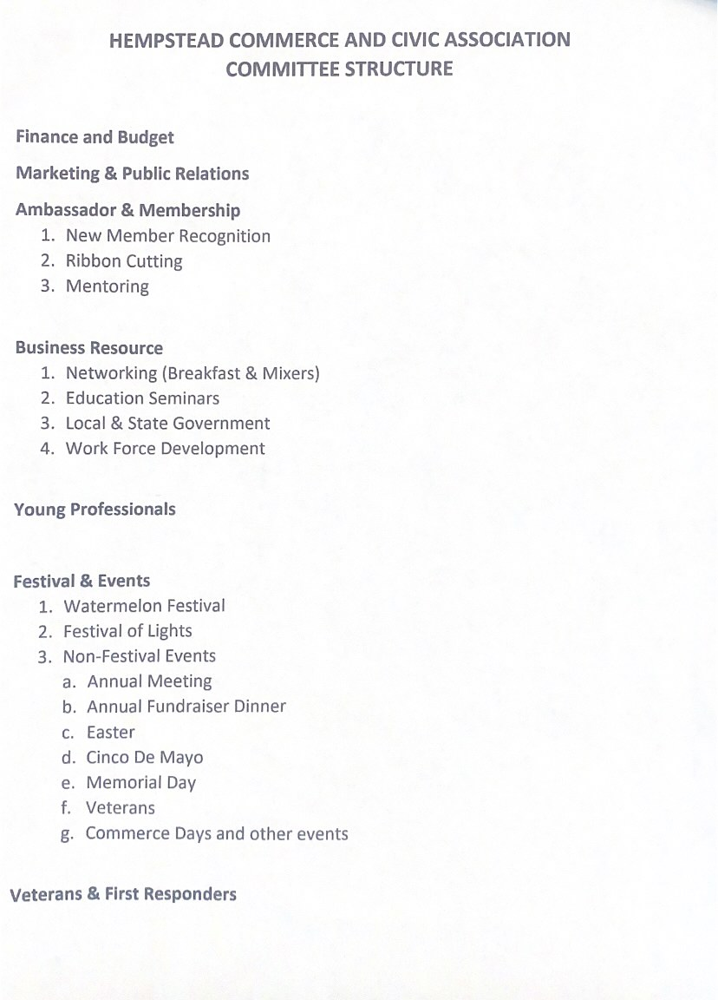 HEMPSTEAD COMMERCE AND CIVIC ASSOCIATION
COMMITTEE STRUCTURE
Finance and Budget
Marketing & Public Relations
Ambassador & Membership
1. New Member Recognition
2. Ribbon Cutting
3. Mentoring
Business Resource
1. Networking (Breakfast & Mixers)
2. Education Seminars
3. Local & State Government
4. Work Force Development
Young Professionals
Festival & Events
1. Watermelon Festival
2. Festival of Lights
3. Non-Festival Events
a. Annual Meeting
b. Annual Fundraiser Dinner
c. Easter
d. Cinco De Mayo
e. Memorial Day
f. Veterans
g. Commerce Days and other events
Veterans & First Responders